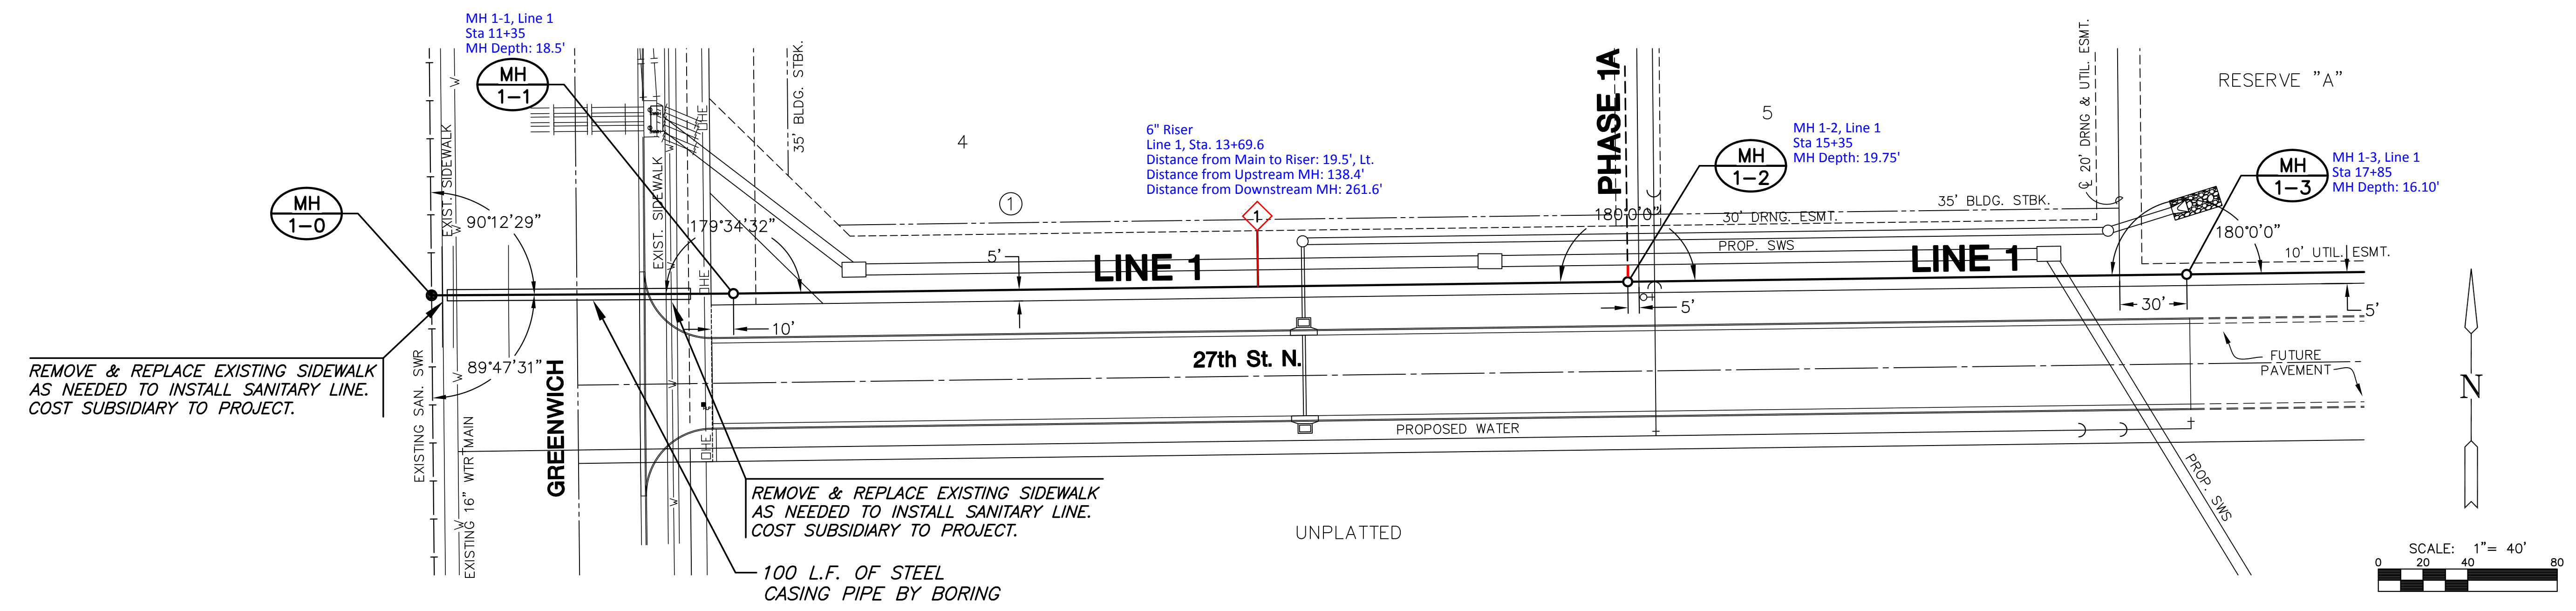 MH 1-1, Line 1
Sta 11+35
MH Depth: 18.5'
MH
1-1
MH
1-0
EXIST. SIDEWALK
90°12'29"
89°47'31"
REMOVE & REPLACE EXISTING SIDEWALK
AS NEEDED TO INSTALL SANITARY LINE.
COST SUBSIDIARY TO PROJECT.
EXISTING SAN. SWR
EXISTING 16" WTR MAIN
W
W
W
W
GREENWICH
EXIST. SIDEWALK
W
W
W
OHE
OHE
OHE
179°34'32"
35' BLDG. STBK.
10'
REMOVE & REPLACE EXISTING SIDEWALK
AS NEEDED TO INSTALL SANITARY LINE.
COST SUBSIDIARY TO PROJECT.
100 L.F. OF STEEL
CASING PIPE BY BORING
4
1
5'
LINE 1
6" Riser
Line 1, Sta. 13+69.6
Distance from Main to Riser: 19.5', Lt.
Distance from Upstream MH: 138.4'
Distance from Downstream MH: 261.6'
1
27th St. N.
PROPOSED WATER
UNPLATTED
PHASE 1A
180°0'0"
30' DRNG. ESMT.
PROP. SWS
MH
1-2
MH 1-2, Line 1
Sta 15+35
MH Depth: 19.75'
5
5'
35' BLDG. STBK.
LINE 1
℄ 20' DRNG & UTIL. ESMT.
RESERVE "A"
MH
1-3
MH 1-3, Line 1
Sta 17+85
MH Depth: 16.10'
180°0'0"
10' UTIL. ESMT.
30'
5'
FUTURE
PAVEMENT
PROP. SWS
N
SCALE: 1"= 40'
0 20 40 80